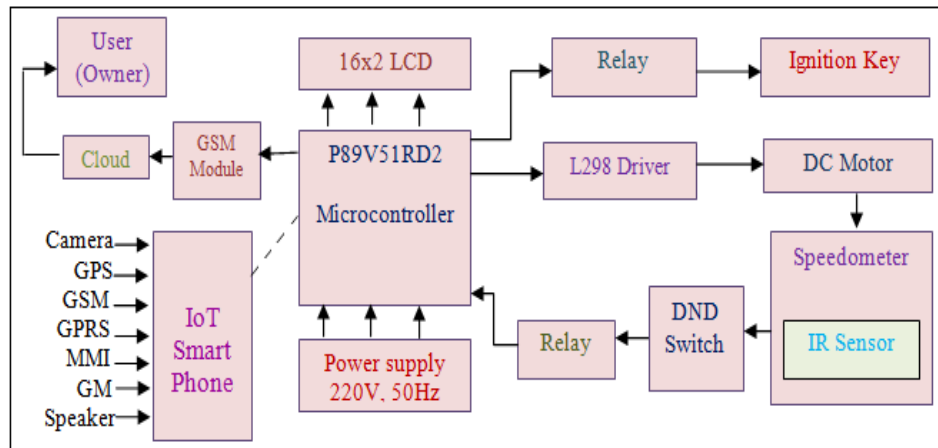 User
(Owner)
16x2 LCD
Relay
Ignition Key
Cloud
GSM
Module
P89V51RD2
Microcontroller
L298 Driver
DC Motor
Camera
GPS
GSM
GPRS
MMI
GM
Speaker
IoT
Smart
Phone
Power supply
220V, 50Hz
Relay
DND
Switch
Speedometer
IR Sensor